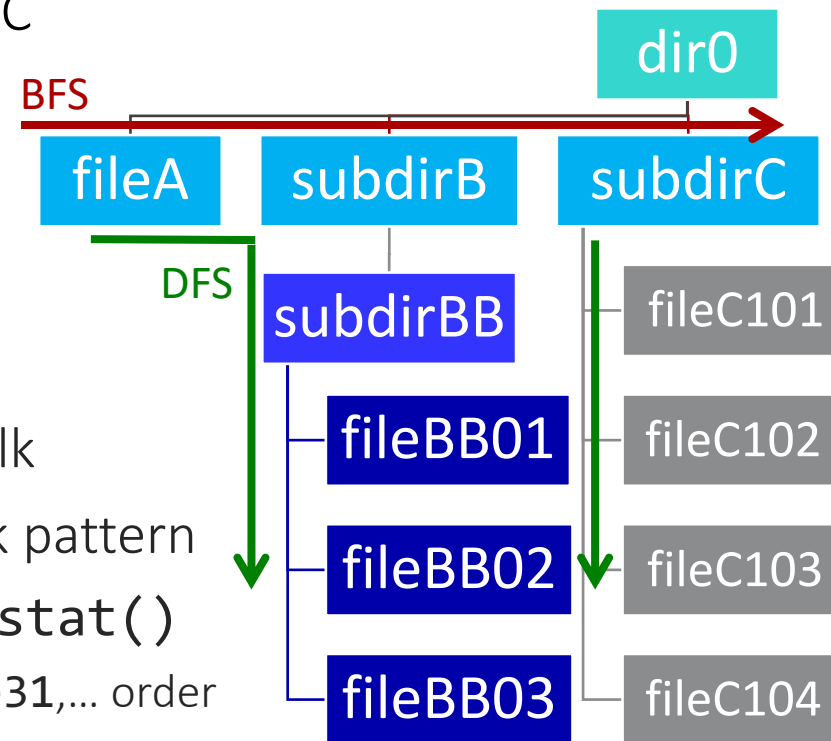 C
dir0
BFS
fileA
subdirB
subdirC
DFS
subdirBB
fileC101
fileBB01
fileC102
lk
pattern
fileBB02
fileC103
stat()
31,... order
fileBB03
fileC104